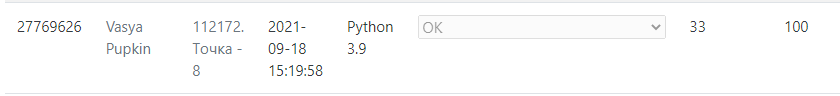 27769626
Vasya
Pupkin
112172.
Точка -
8
2021-
09-18
15:19:58
Python
3.9
OK
33
100